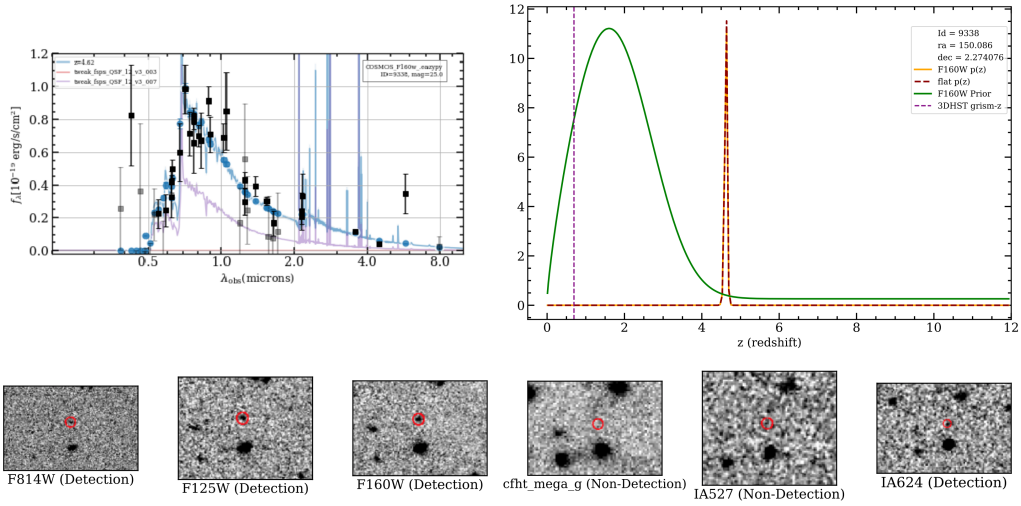 z=4.62
tweak_fsps_QSF_12_v3_003
tweak_fsps_QSF_12_v3_007
COSMOS_F160w_eazypy
ID=9338, mag=25.0
1.2
1.0
0.8
0.6
0.4
0.2
0.0
fλ[10⁻¹⁹ erg/s/cm²]
0.5 1.0 2.0 4.0 8.0
λobs(microns)
12
10
8
6
4
2
0
Id = 9338
ra = 150.086
dec = 2.274076
F160W p(z)
flat p(z)
F160W Prior
3DHST grism-z
0 2 4 6 8 10 12
z (redshift)
F814W (Detection)
F125W (Detection)
F160W (Detection)
cfht_mega_g (Non-Detection)
IA527 (Non-Detection)
IA624 (Detection)